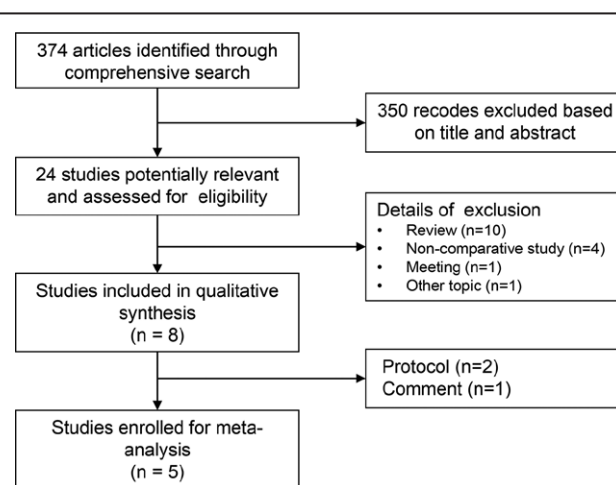 374 articles identified through
comprehensive search
350 recodes excluded based
on title and abstract
24 studies potentially relevant
and assessed for eligibility
Details of exclusion
• Review (n=10)
• Non-comparative study (n=4)
• Meeting (n=1)
• Other topic (n=1)
Studies included in qualitative
synthesis
(n = 8)
Protocol (n=2)
Comment (n=1)
Studies enrolled for meta-
analysis
(n = 5)